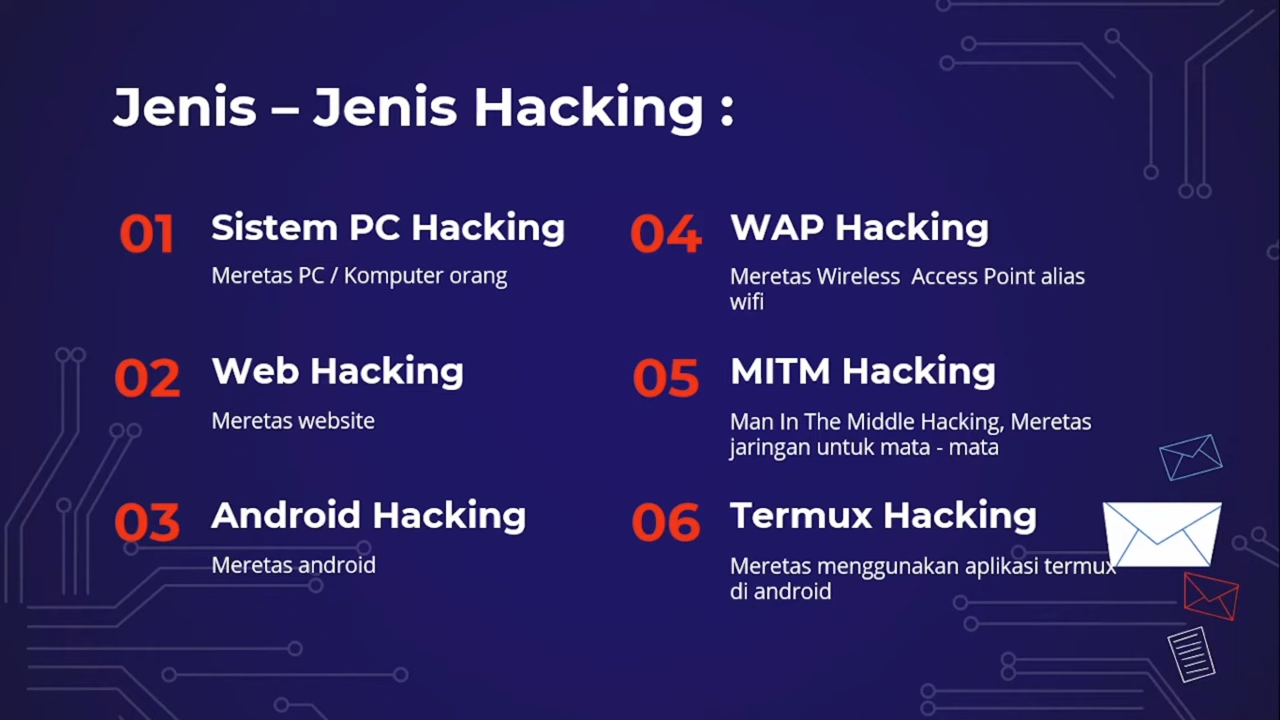 Jenis – Jenis Hacking :
01
Sistem PC Hacking
Meretas PC / Komputer orang
02
Web Hacking
Meretas website
03
Android Hacking
Meretas android
04
WAP Hacking
Meretas Wireless Access Point alias
wifi
05
MITM Hacking
Man In The Middle Hacking, Meretas
jaringan untuk mata - mata
06
Termux Hacking
Meretas menggunakan aplikasi termux
di android